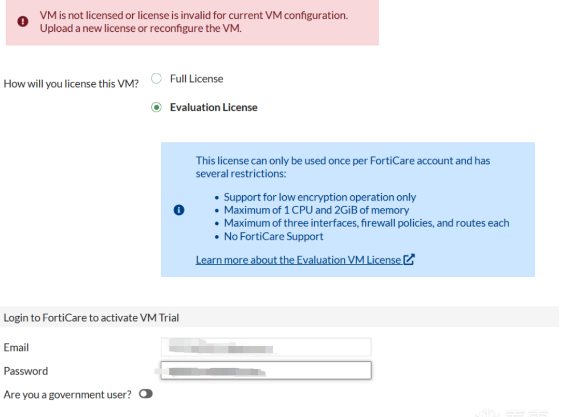 VM is not licensed or license is invalid for current VM configuration.
Upload a new license or reconfigure the VM.
How will you license this VM?
Full License
Evaluation License
This license can only be used once per FortiCare account and has
several restrictions:
• Support for low encryption operation only
• Maximum of 1 CPU and 2GiB of memory
• Maximum of three interfaces, firewall policies, and routes each
• No FortiCare Support
Learn more about the Evaluation VM License
Login to FortiCare to activate VM Trial
Email
Password
Are you a government user?